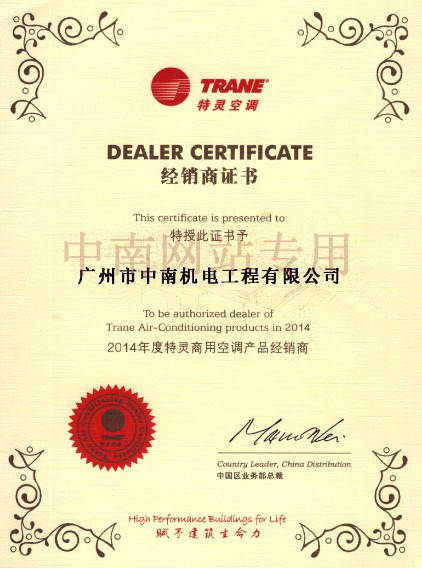 TRANE®
特灵空调
DEALER CERTIFICATE
经销商证书
This certificate is presented to
特授此证书予
中南网站专用
广州市中南机电工程有限公司
To be authorized dealer of
Trane Air-Conditioning products in 2014
2014年度特灵商用空调产品经销商
TRANE
Country Leader, China Distribution
中国区业务部总裁
High Performance Buildings for Life
赋予建筑生命力